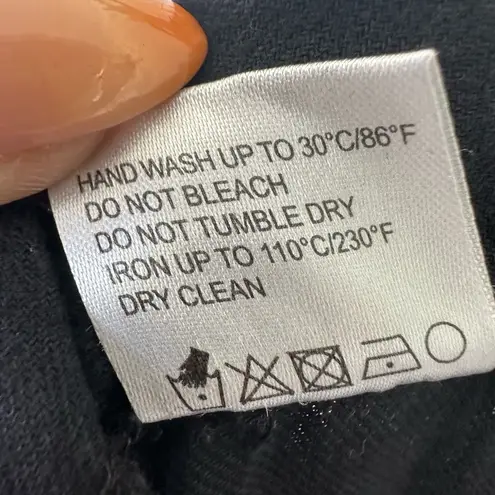 HAND WASH UP TO 30°C/86°F
DO NOT BLEACH
DO NOT TUMBLE DRY
IRON UP TO 110°C/230°F
DRY CLEAN